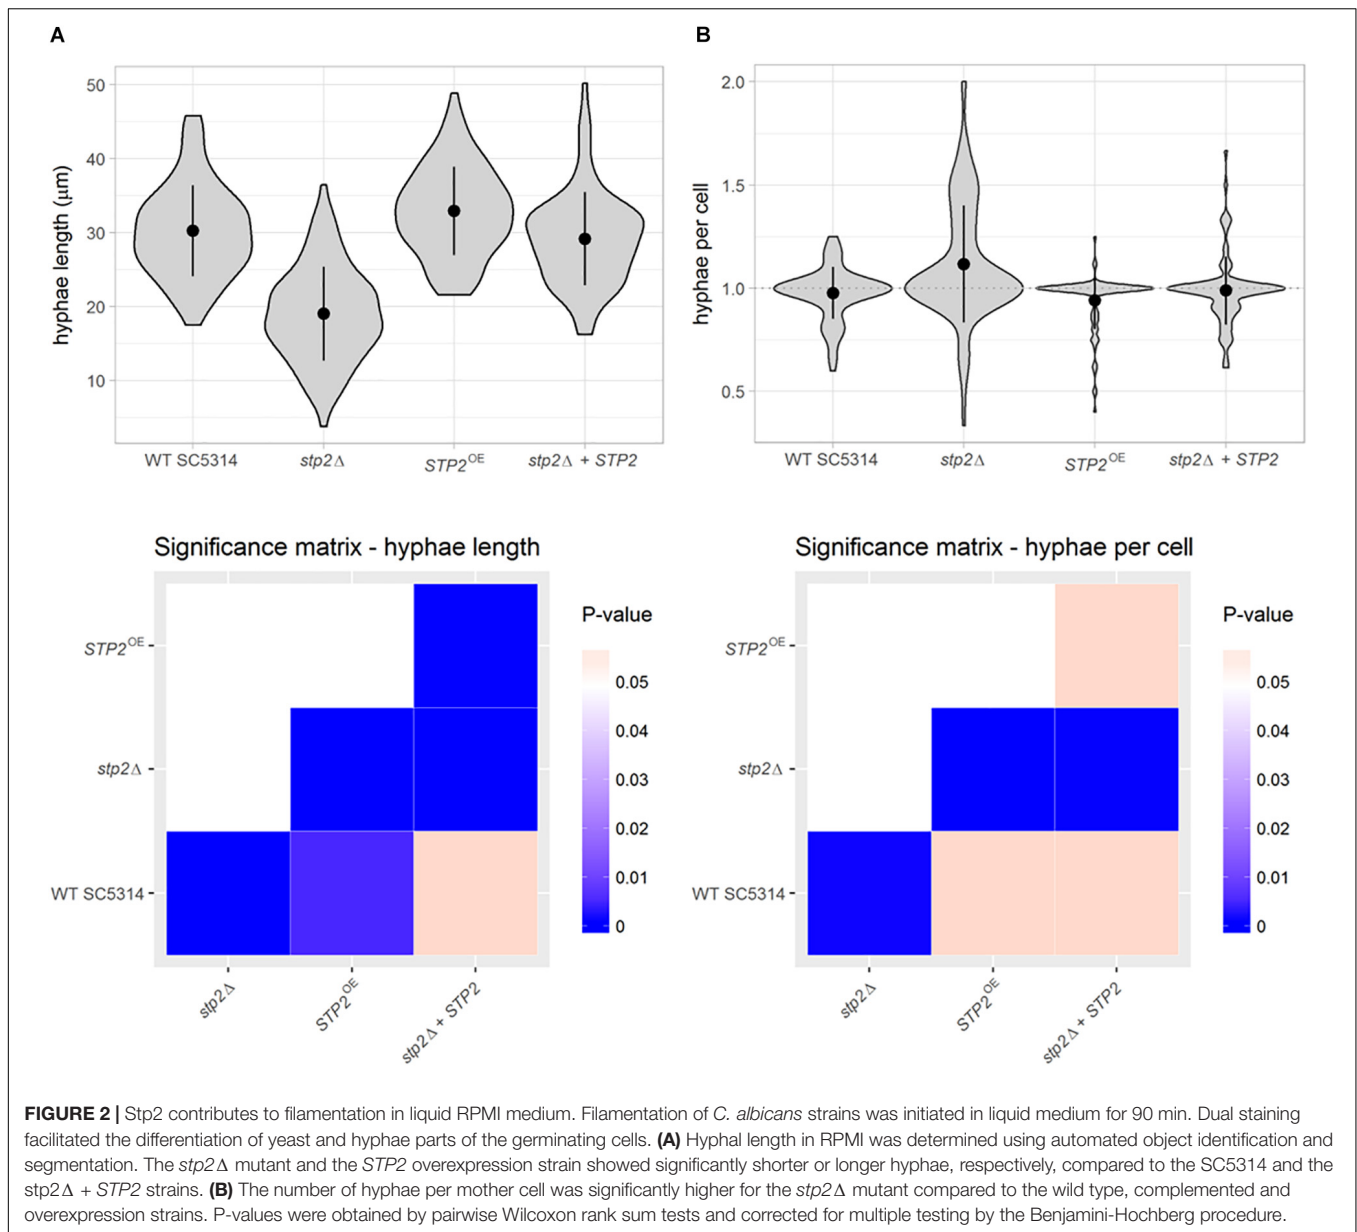 A
B
50
40
30
20
10
hyphae length (μm)
WT SC5314
stp2Δ
STP2OE
stp2Δ + STP2
2.0
1.5
1.0
0.5
hyphae per cell
WT SC5314
stp2Δ
STP2OE
stp2Δ + STP2
Significance matrix - hyphae length
STP2OE
stp2Δ
WT SC5314
stp2Δ
STP2OE
stp2Δ + STP2
P-value
0.05
0.04
0.03
0.02
0.01
0
Significance matrix - hyphae per cell
STP2OE
stp2Δ
WT SC5314
stp2Δ
STP2OE
stp2Δ + STP2
P-value
0.05
0.04
0.03
0.02
0.01
0
FIGURE 2 | Stp2 contributes to filamentation in liquid RPMI medium. Filamentation of C. albicans strains was initiated in liquid medium for 90 min. Dual staining
facilitated the differentiation of yeast and hyphae parts of the germinating cells. (A) Hyphal length in RPMI was determined using automated object identification and
segmentation. The stp2Δ mutant and the STP2 overexpression strain showed significantly shorter or longer hyphae, respectively, compared to the SC5314 and the
stp2Δ + STP2 strains. (B) The number of hyphae per mother cell was significantly higher for the stp2Δ mutant compared to the wild type, complemented and
overexpression strains. P-values were obtained by pairwise Wilcoxon rank sum tests and corrected for multiple testing by the Benjamini-Hochberg procedure.